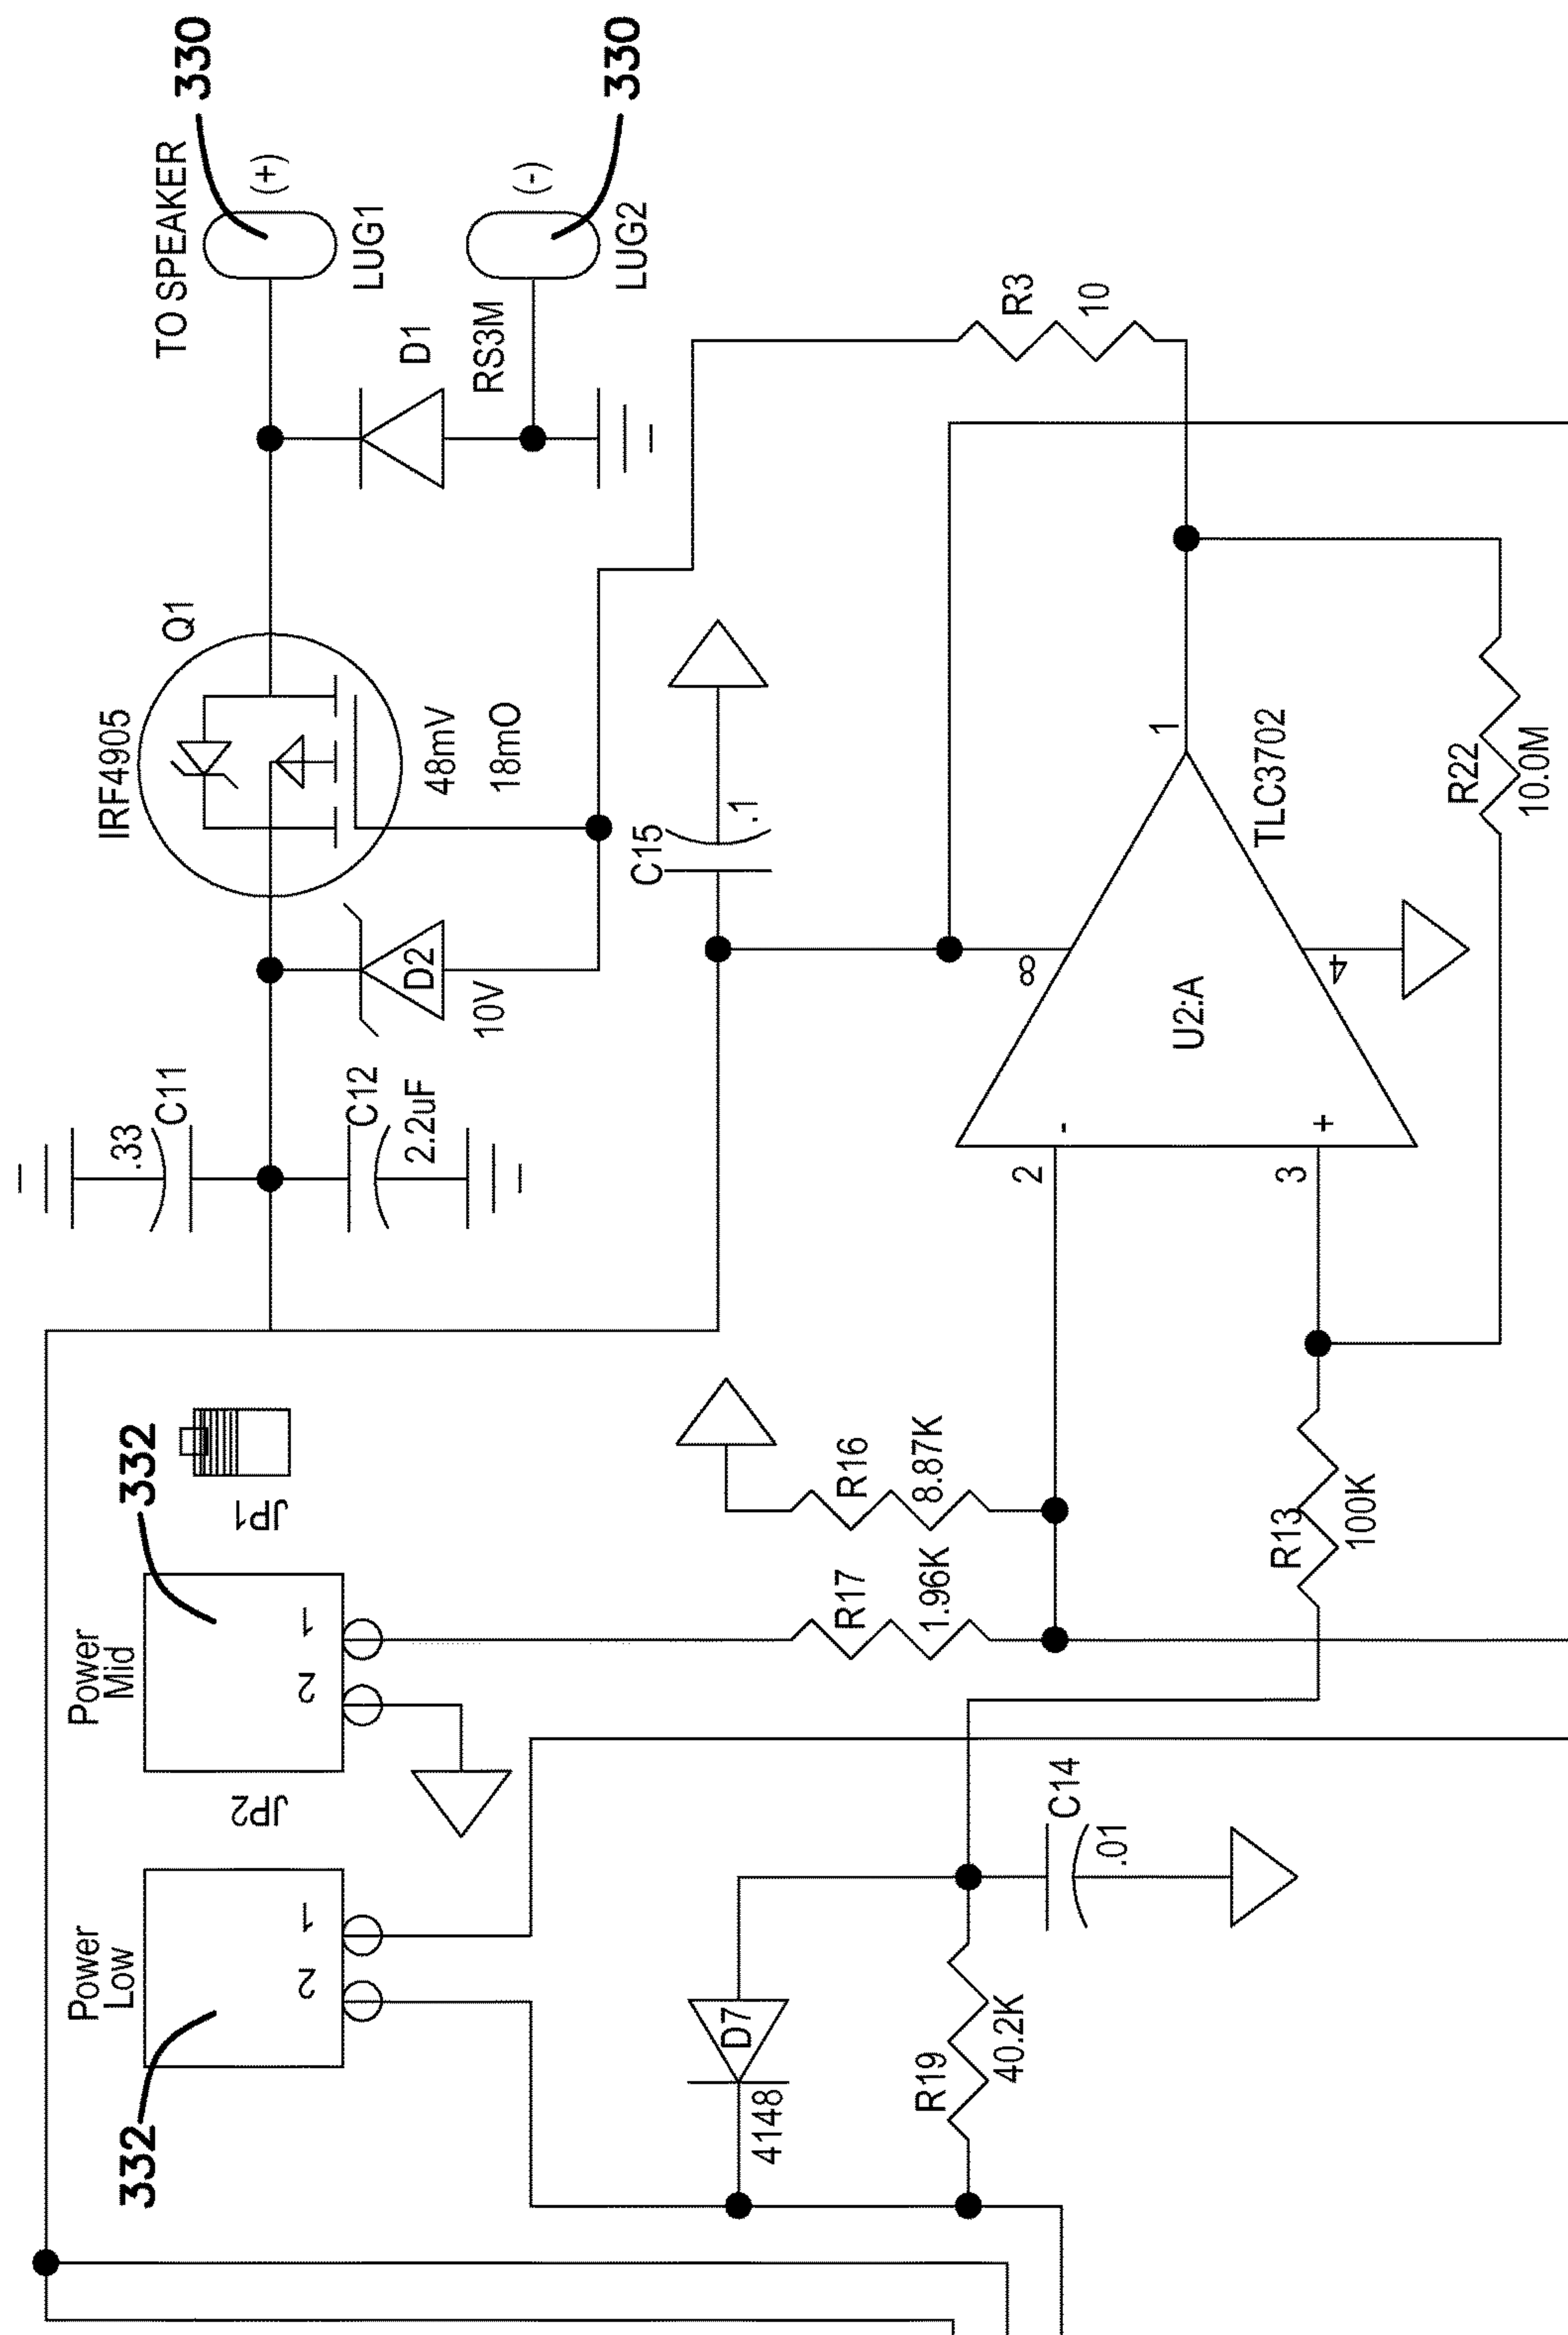 330
330
TO SPEAKER
(+)
LUG1
(-)
LUG2
D1
RS3M
R3
10
Q1
IRF4905
48mV
18mO
C15
.1
D2
10V
C11
.33
C12
2.2uF
1
TLC3702
R22
10.0M
8
4
U2:A
-
+
2
3
332
JP1
R16
8.87K
R17
1.96K
R13
100K
Power
Mid
1
2
JP2
C14
.01
Power
Low
1
2
332
D7
4148
R19
40.2K